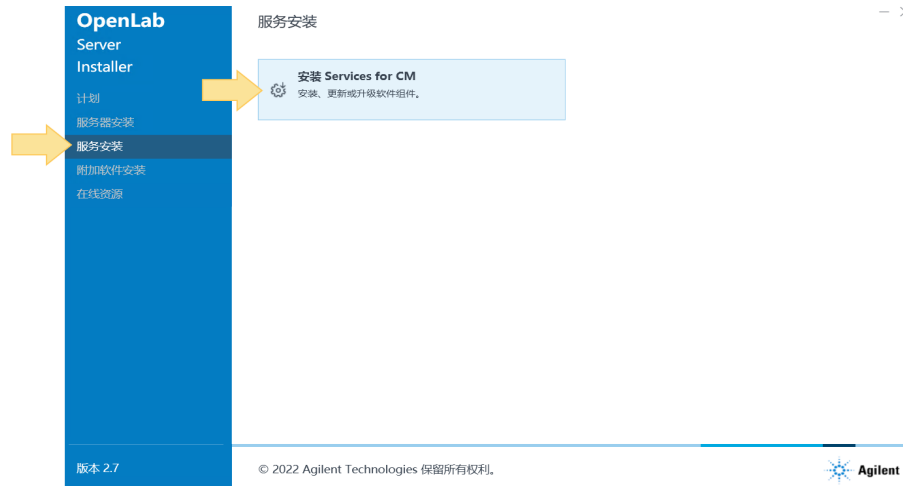 OpenLab
Server
Installer
计划
服务器安装
服务安装
附加软件安装
在线资源
版本 2.7
服务安装
安装 Services for CM
安装、更新或升级软件组件。
© 2022 Agilent Technologies 保留所有权利。
Agilent